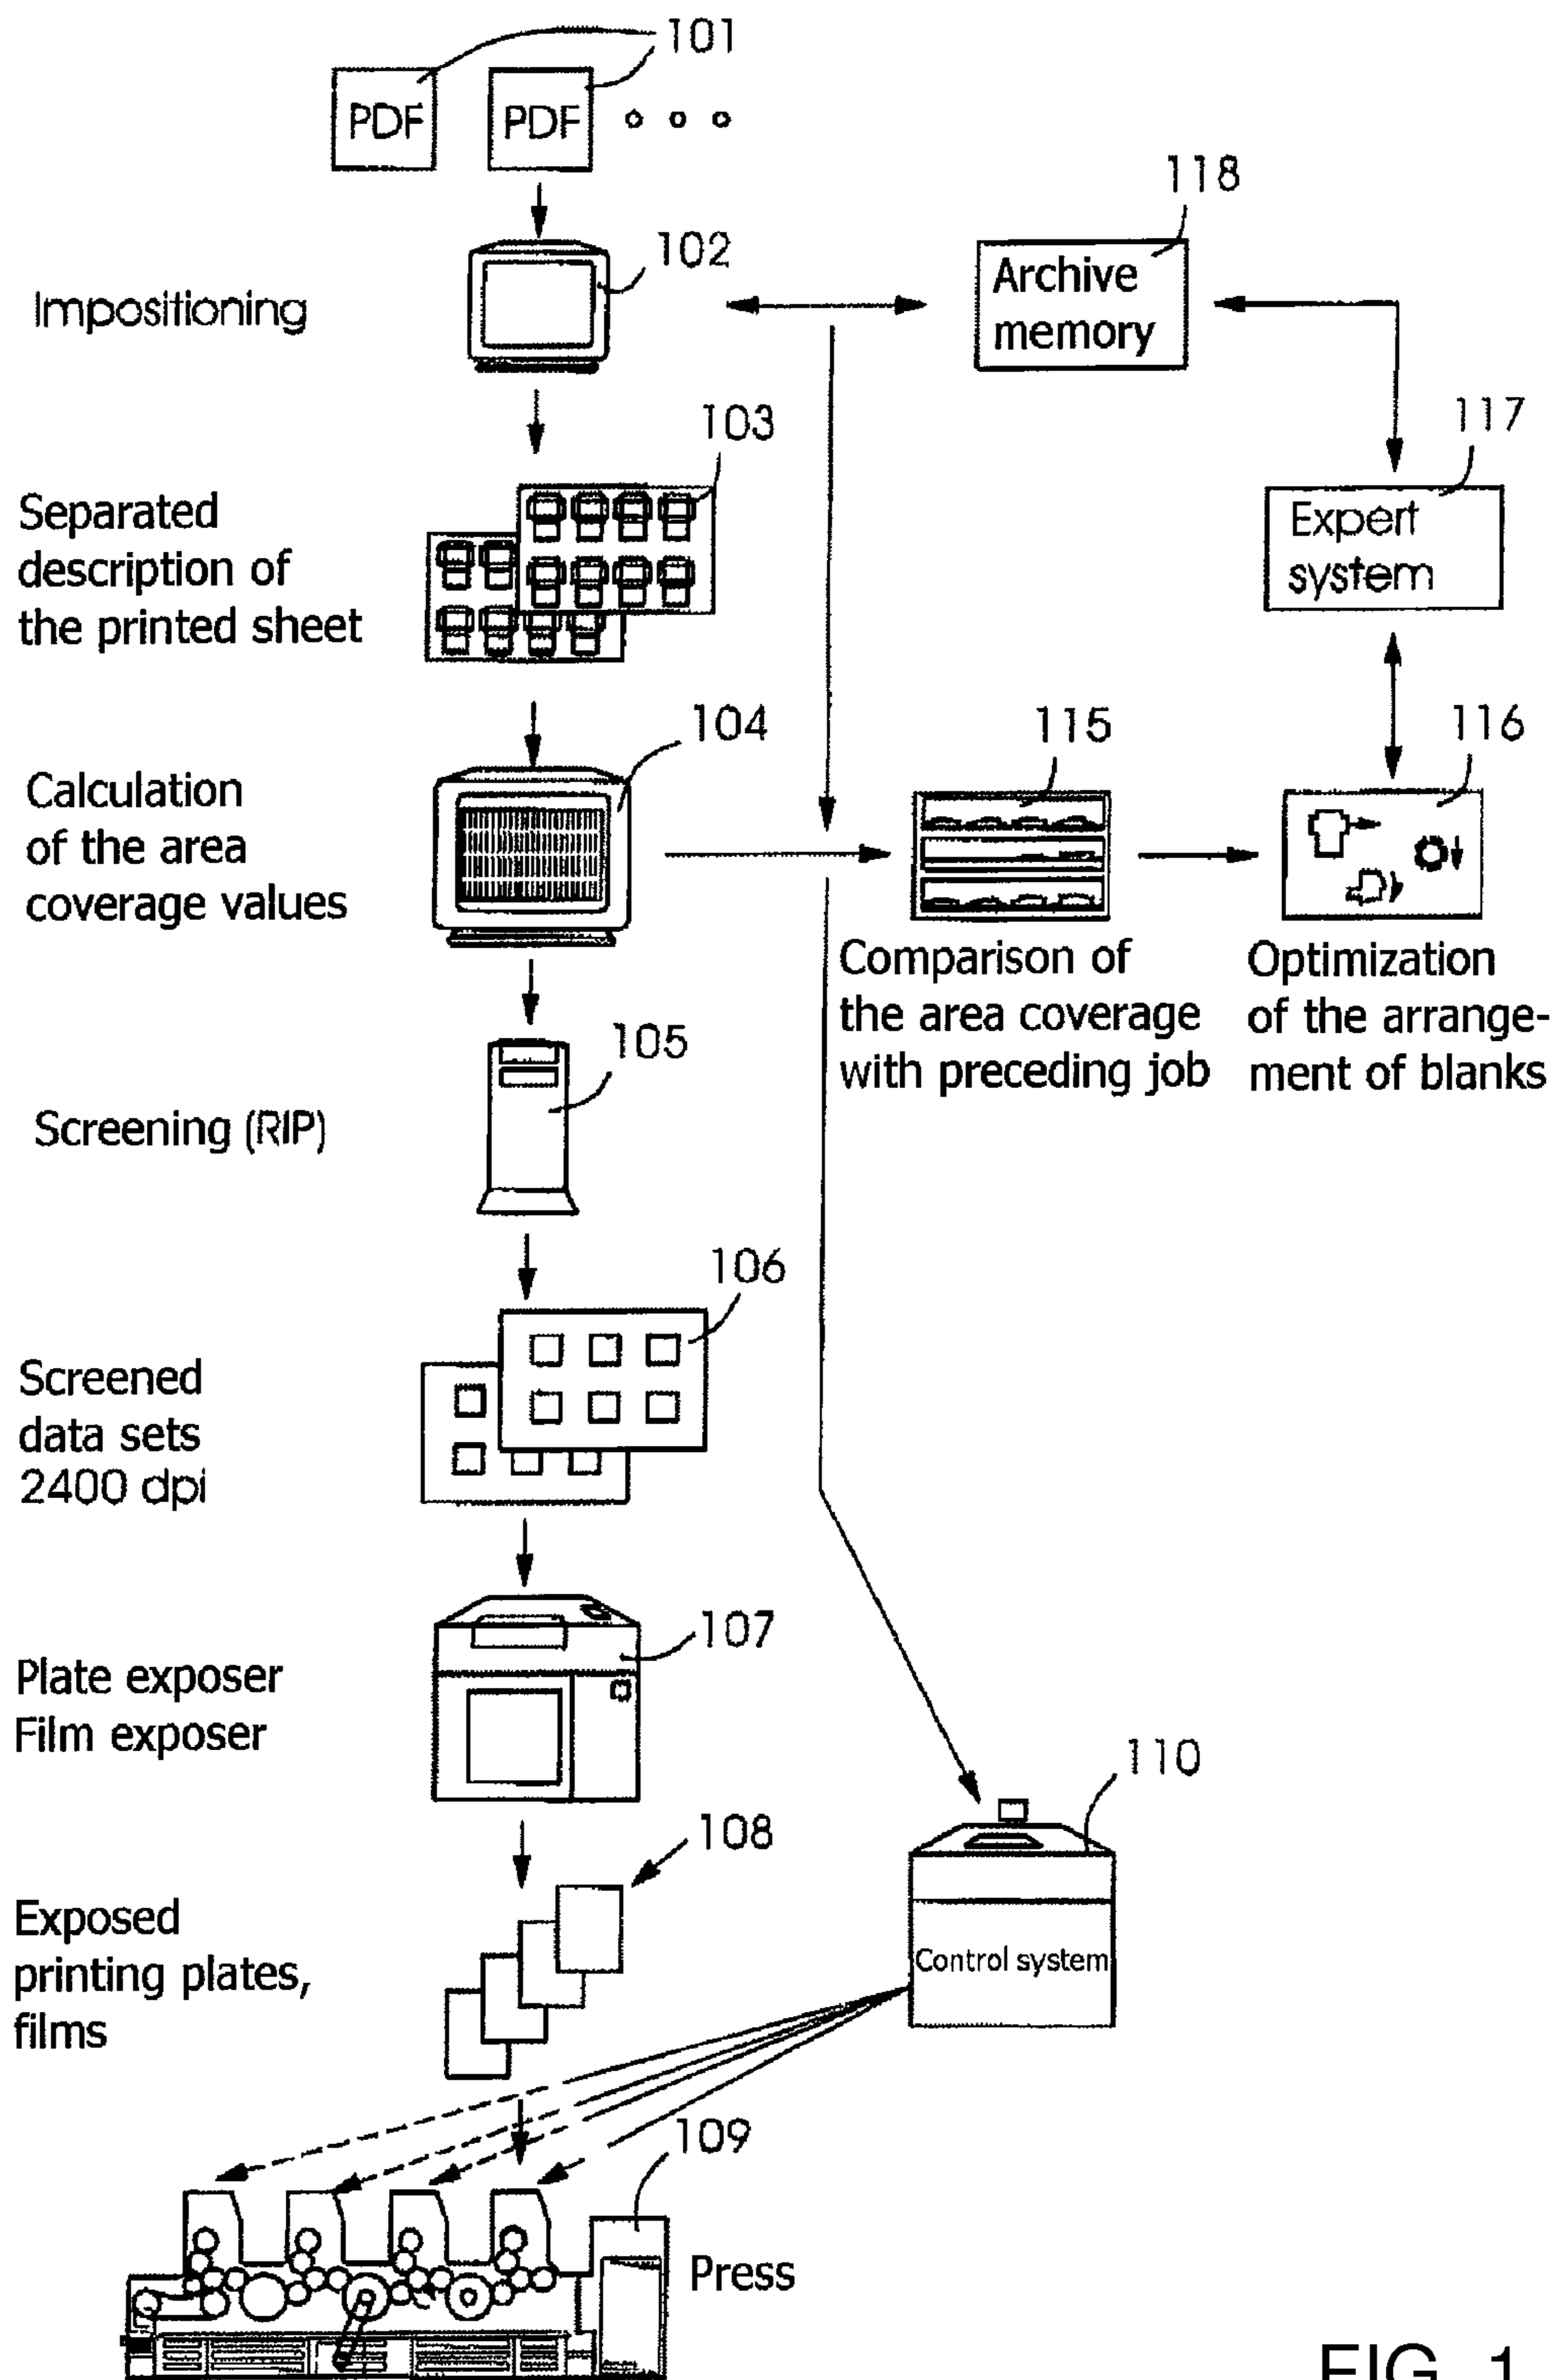 101
PDF PDF
118
102
Archive
memory
Impositioning
117
103
Expert
system
Separated
description of
the printed sheet
104
115
116
Calculation
of the area
coverage values
Comparison of
the area coverage
with preceding job
Optimization
of the arrange-
ment of blanks
105
Screening (RIP)
106
Screened
data sets
2400 dpi
107
Plate exposer
Film exposer
110
108
Exposed
printing plates,
films
Control system
109
Press
FIG. 1